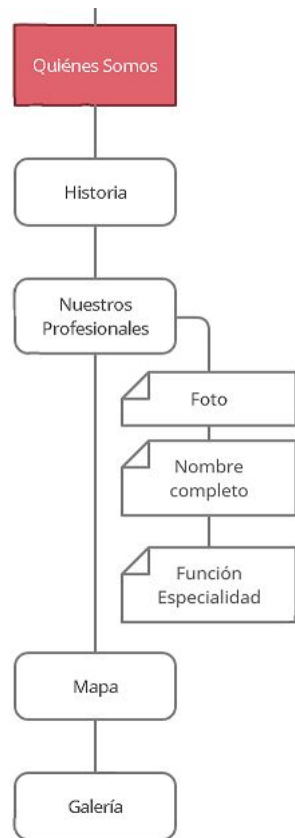 Quiénes Somos
Historia
Nuestros
Profesionales
Foto
Nombre
completo
Función
Especialidad
Mapa
Galería